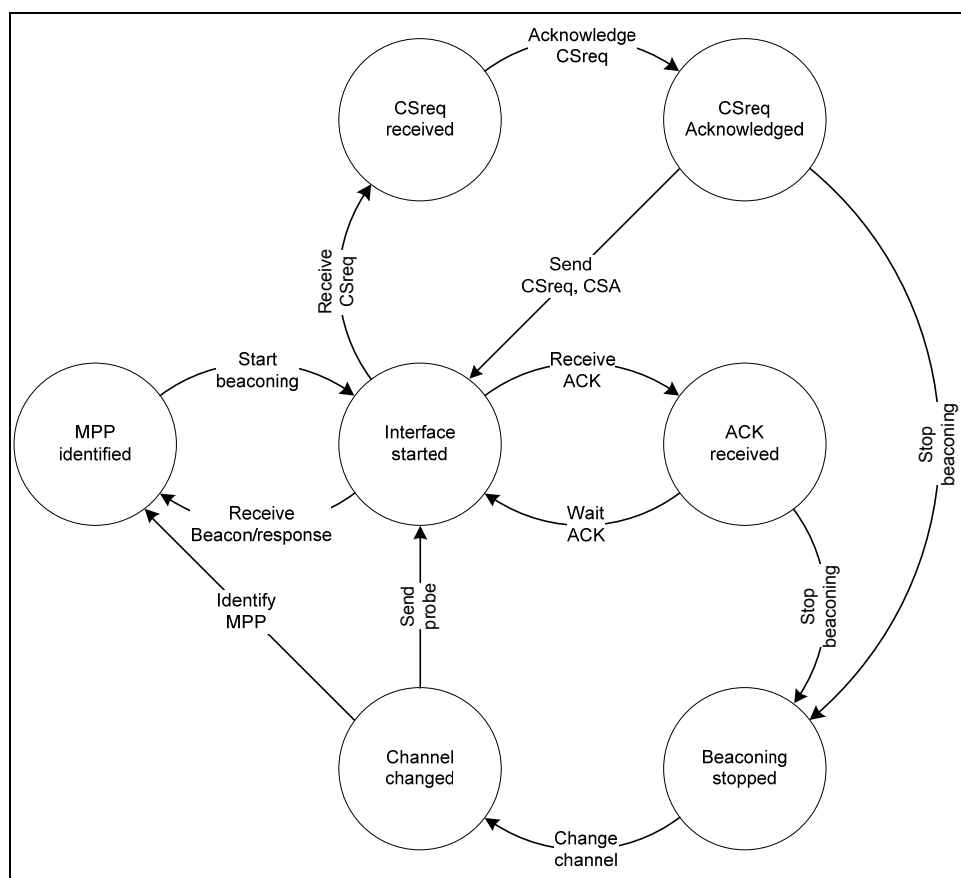 Acknowledge
CSreq
CSreq
received
CSreq
Acknowledged
Receive
CSreq
Send
CSreq, CSA
Start
beaconing
Receive
ACK
MPP
identified
Interface
started
ACK
received
Stop
beaconing
Receive
Beacon/response
Wait
ACK
Identify
MPP
Send
probe
Stop
beaconing
Channel
changed
Beaconing
stopped
Change
channel